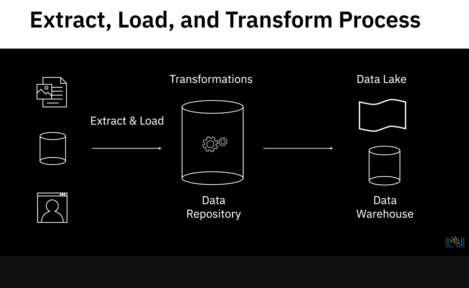 Extract, Load, and Transform Process
Transformations
Data Lake
Extract & Load
Data
Repository
Data
Warehouse